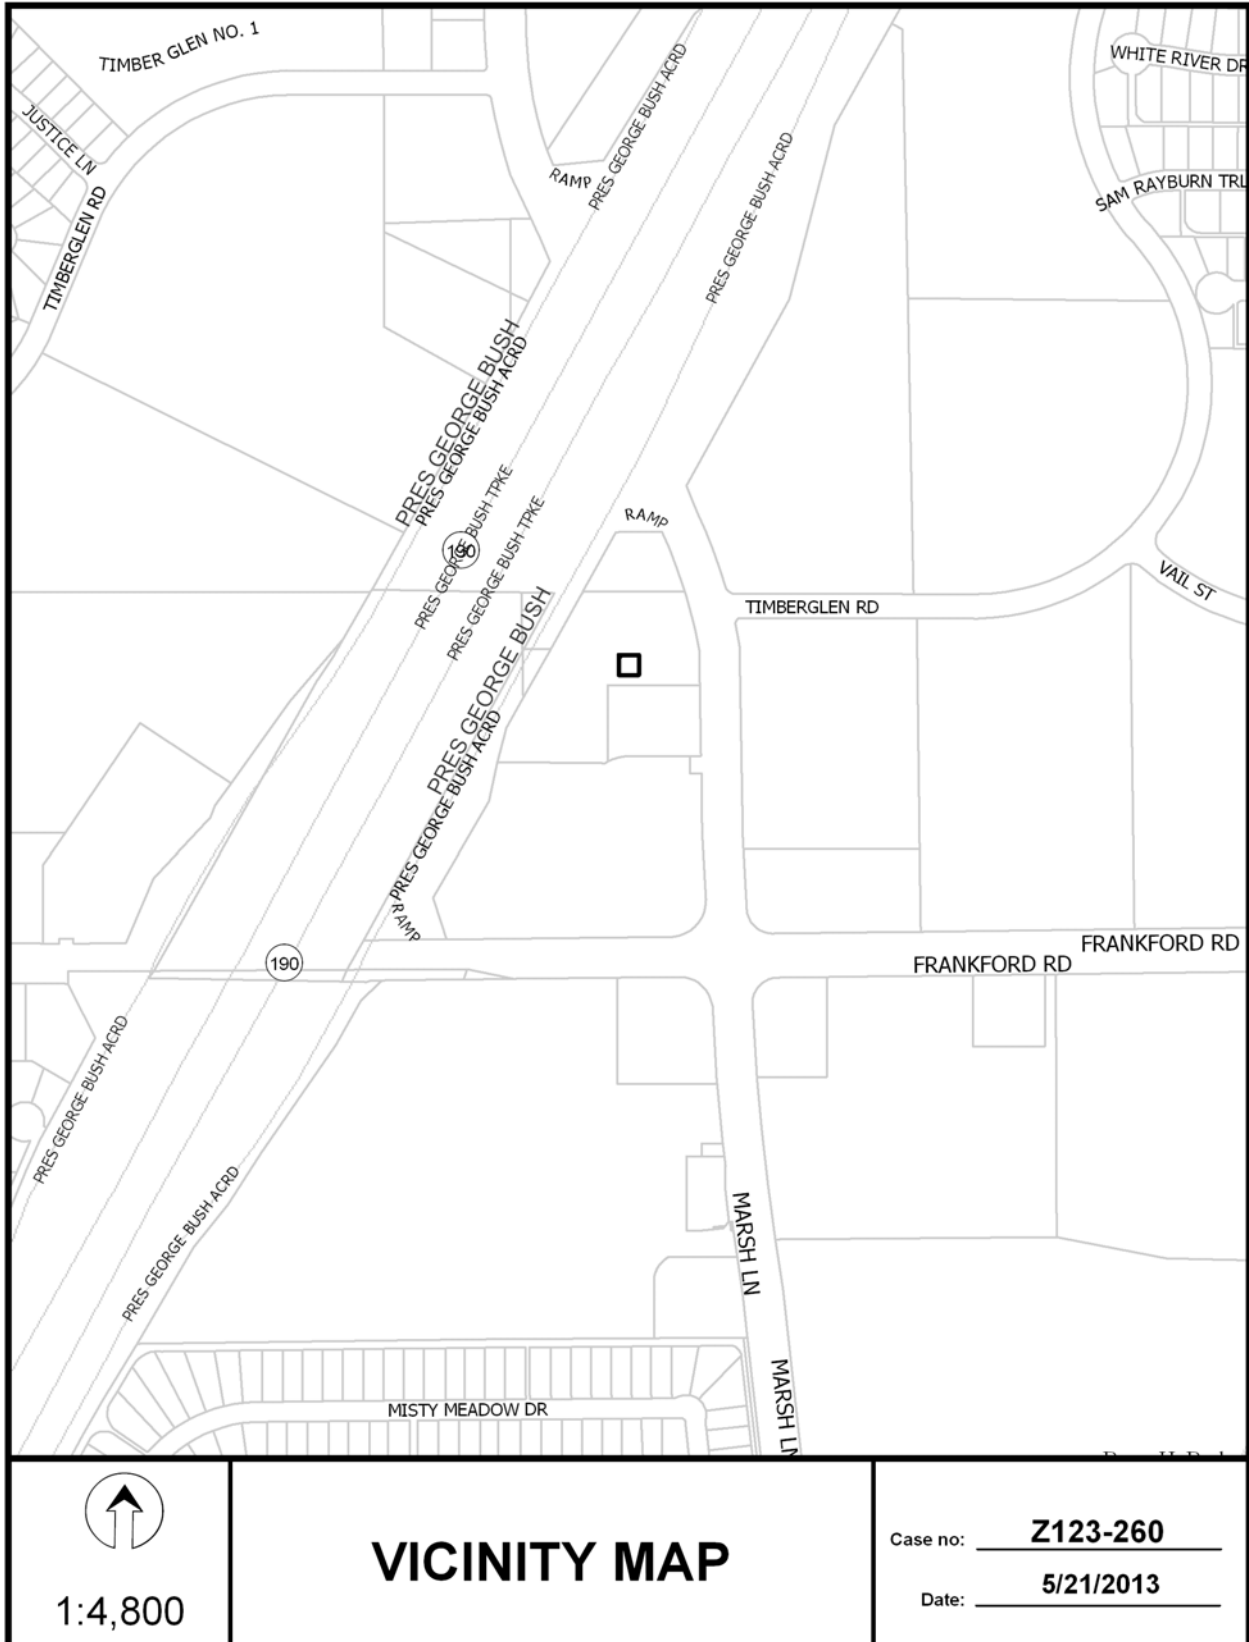 TIMBER GLEN NO. 1
WHITE RIVER DR
JUSTICE LN
PRES GEORGE BUSH ACRD
RAMP
PRES GEORGE BUSH ACRD
SAM RAYBURN TRL
TIMBERGLEN RD
PRES GEORGE BUSH
PRES GEORGE BUSH ACRD
PRES GEORGE BUSH TPKE
190
PRES GEORGE BUSH TPKE
RAMP
VAIL ST
TIMBERGLEN RD
PRES GEORGE BUSH
PRES GEORGE BUSH ACRD
RAMP
FRANKFORD RD
FRANKFORD RD
190
PRES GEORGE BUSH ACRD
PRES GEORGE BUSH ACRD
MARSH LN
MARSH LN
MISTY MEADOW DR
1:4,800
VICINITY MAP
Case no: Z123-260
Date: 5/21/2013